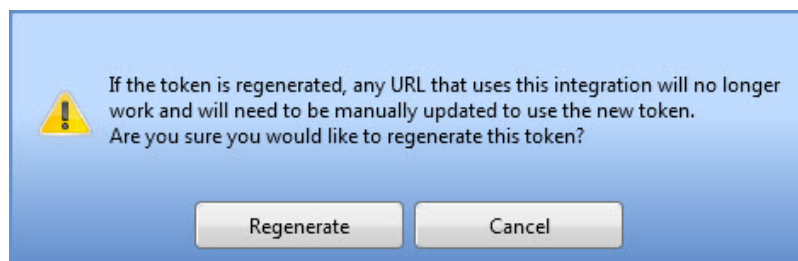 If the token is regenerated, any URL that uses this integration will no longer
work and will need to be manually updated to use the new token.
Are you sure you would like to regenerate this token?
Regenerate
Cancel